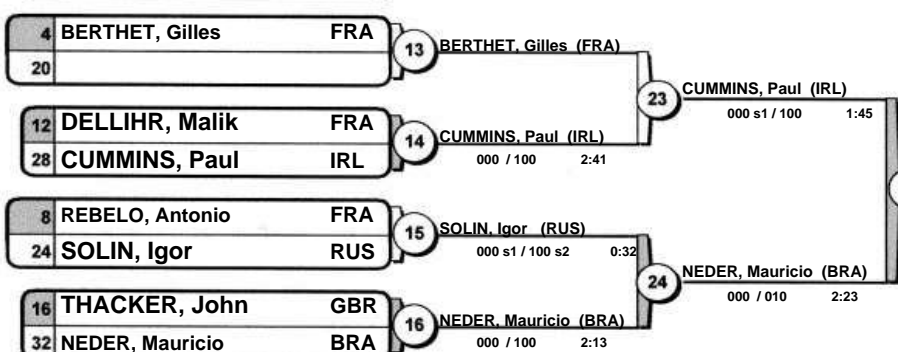 4 BERTHET, Gilles FRA
20
13
BERTHET, Gilles (FRA)
12 DELLIHR, Malik FRA
28 CUMMINS, Paul IRL
14
CUMMINS, Paul (IRL)
000 / 100 2:41
23
CUMMINS, Paul (IRL)
000 s1 / 100 1:45
8 REBELO, Antonio FRA
24 SOLIN, Igor RUS
15
SOLIN, Igor (RUS)
000 s1 / 100 s2 0:32
16 THACKER, John GBR
32 NEDER, Mauricio BRA
16
NEDER, Mauricio (BRA)
000 / 100 2:13
24
NEDER, Mauricio (BRA)
000 / 010 2:23